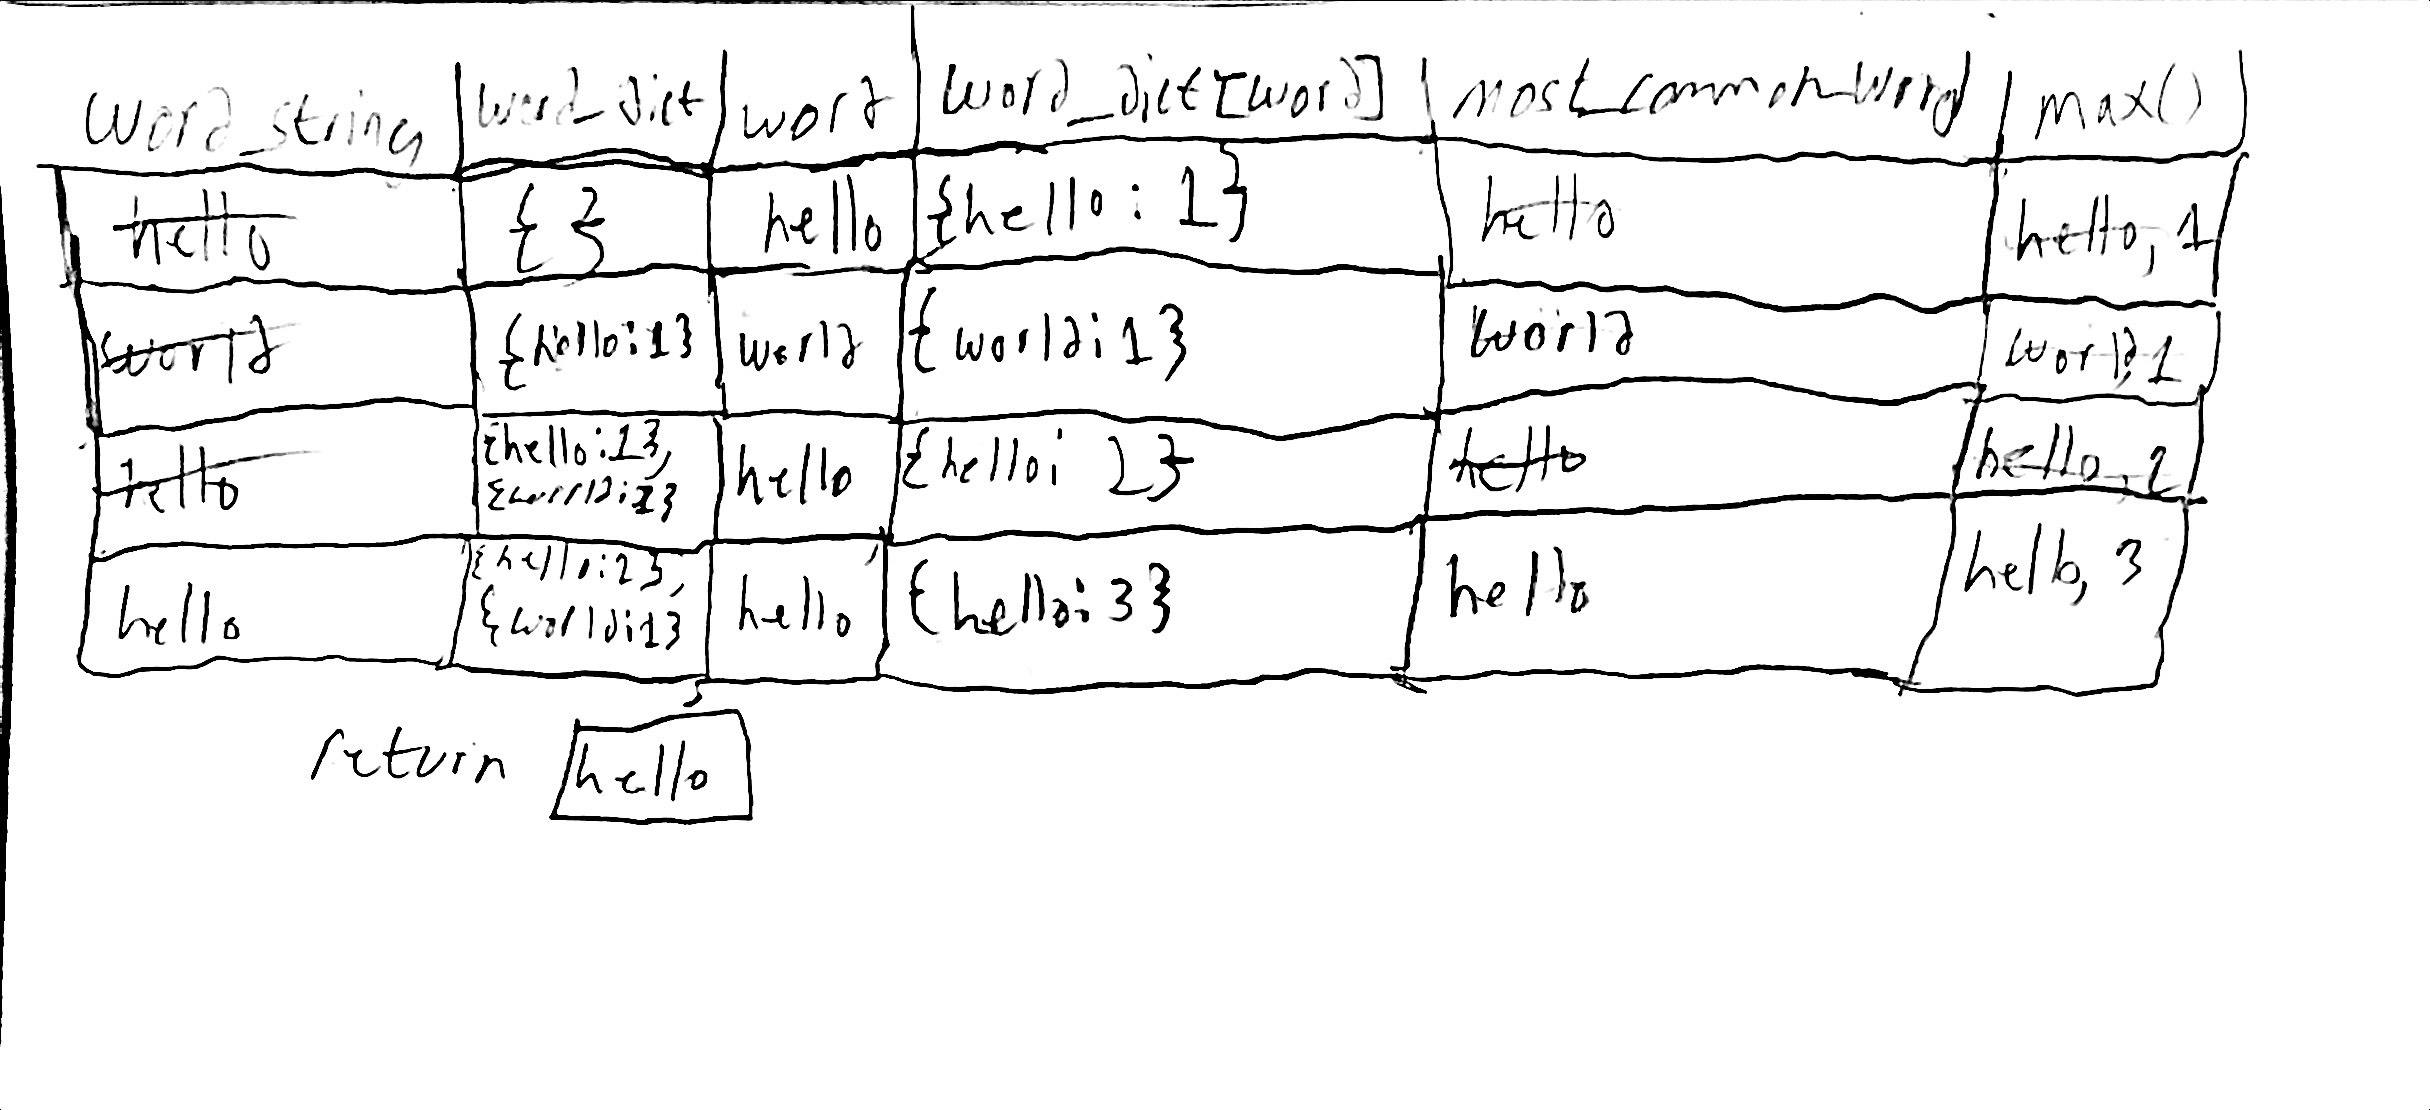 word_string word_dict word word_dict[word] most_common_word max()
hello { } hello {hello: 1} hello hello, 1
world {hello:1} world {world:1} world world, 1
hello {hello:1}, {world:1} hello {hello: 2} hello hello, 2
hello {hello:2}, {world:1} hello {hello:3} hello hello, 3
return hello